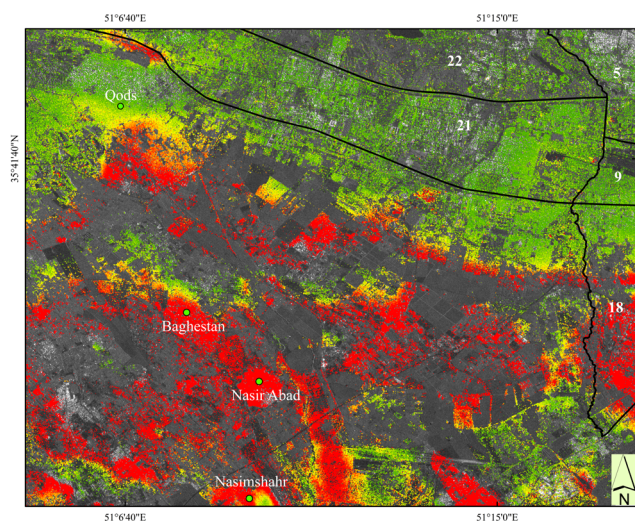 51°6'40"E
51°15'0"E
35°41'40"N
22
5
Qods
21
9
18
Baghestan
Nasir Abad
Nasimshahr
N
51°6'40"E
51°15'0"E